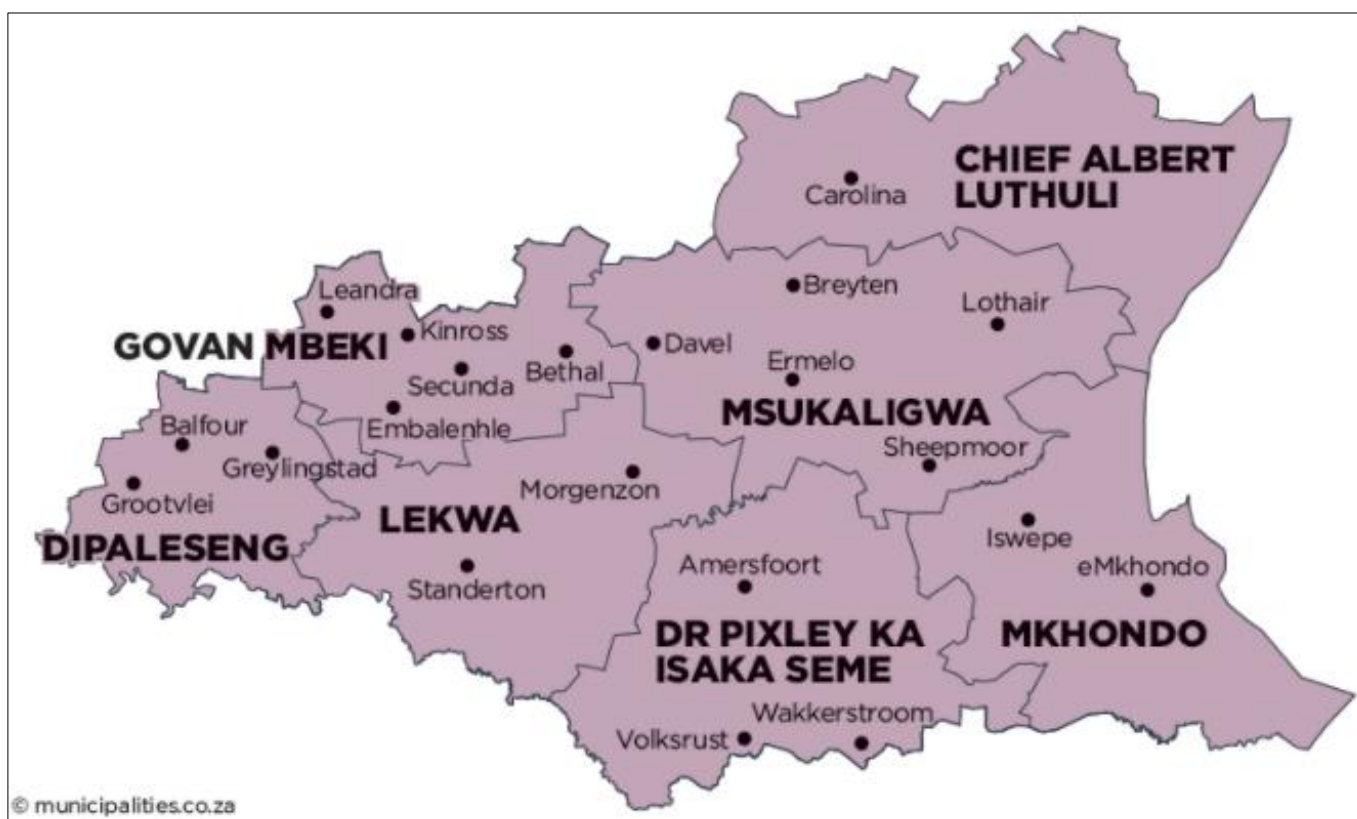 CHIEF ALBERT
LUTHULI
Carolina
Breyten
Lothair
Leandra
Kinross
GOVAN MBEKI
Davel
Bethal
Secunda
Ermelo
MSUKALIGWA
Embalenhle
Balfour
Greylingstad
Sheepmoor
Grootvlei
Morgenzon
LEKWA
DIPALESENG
Iswepe
Standerton
Amersfoort
eMkhondo
DR PIXLEY KA
ISAKA SEME
MKHONDO
Wakkerstroom
Volksrust
© municipalities.co.za